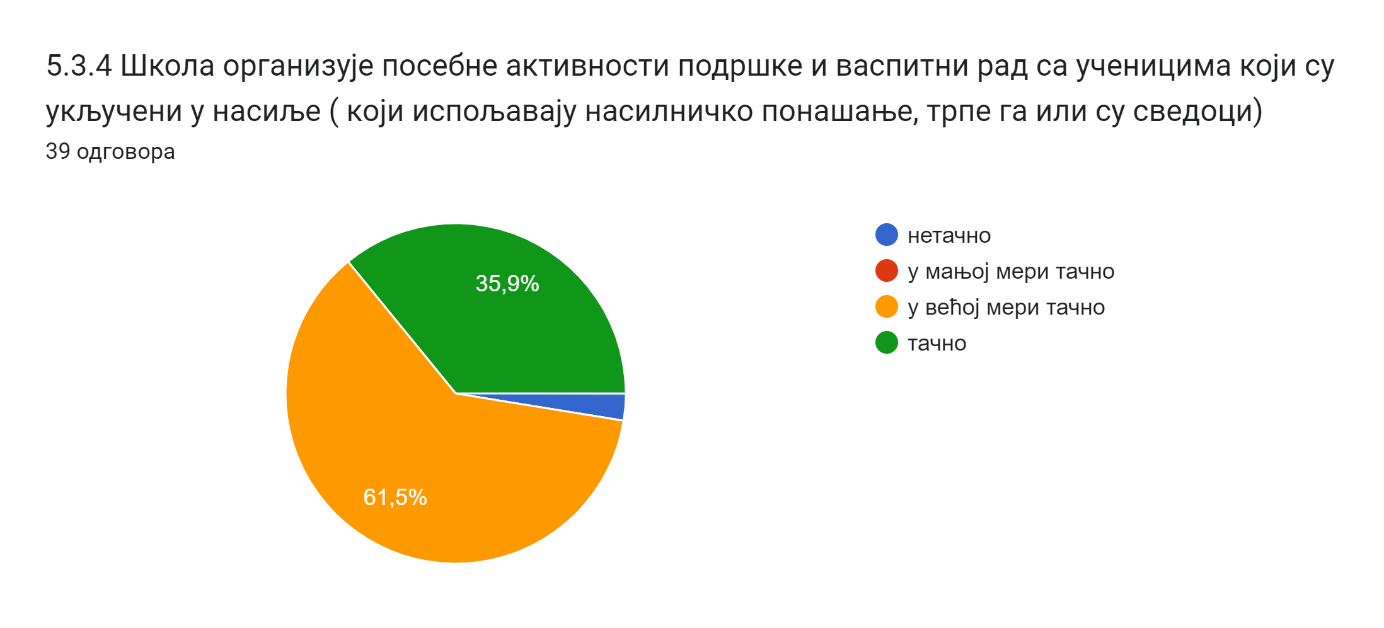 5.3.4 Школа организује посебне активности подршке и васпитни рад са ученицима који су
укључени у насиље ( који испољавају насилничко понашање, трпе га или су сведоци)
39 одговора
35,9%
61,5%
нетачно
у мањој мери тачно
у већој мери тачно
тачно